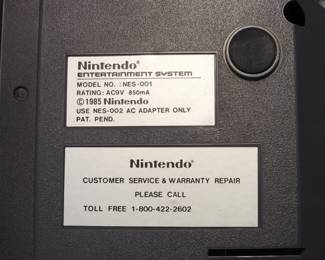 Nintendo®
ENTERTAINMENT SYSTEM
MODEL NO. : NES-001
RATING: AC9V 850mA
©1985 Nintendo
USE NES-002 AC ADAPTER ONLY
PAT. PEND.
Nintendo®
CUSTOMER SERVICE & WARRANTY REPAIR
PLEASE CALL
TOLL FREE 1-800-422-2602